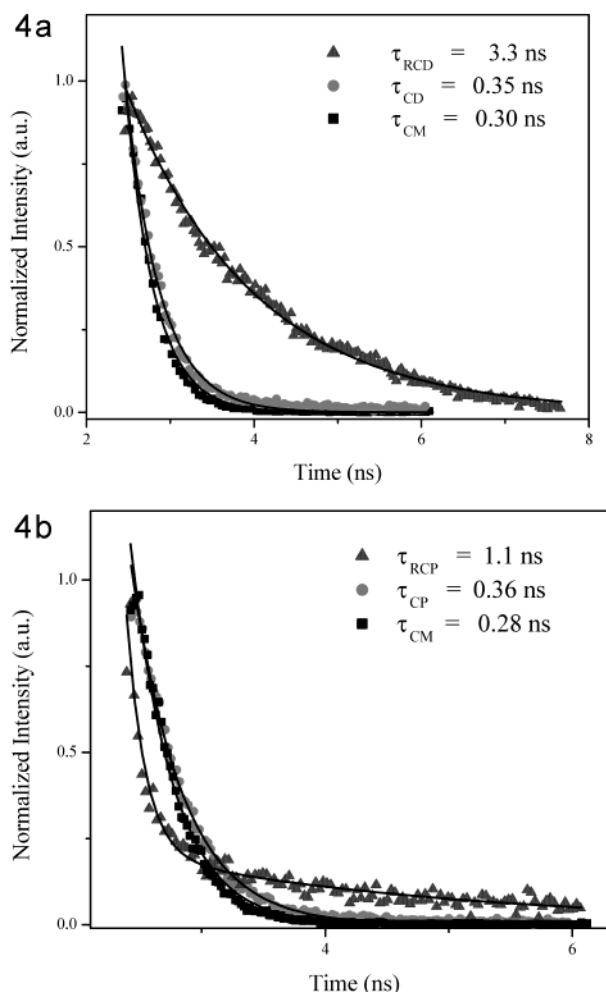 4a
τRCD = 3.3 ns
τCD = 0.35 ns
τCM = 0.30 ns
1.0
0.5
0.0
Normalized Intensity (a.u.)
2 4 6 8
Time (ns)
4b
τRCP = 1.1 ns
τCP = 0.36 ns
τCM = 0.28 ns
1.0
0.5
0.0
Normalized Intensity (a.u.)
4 6
Time (ns)